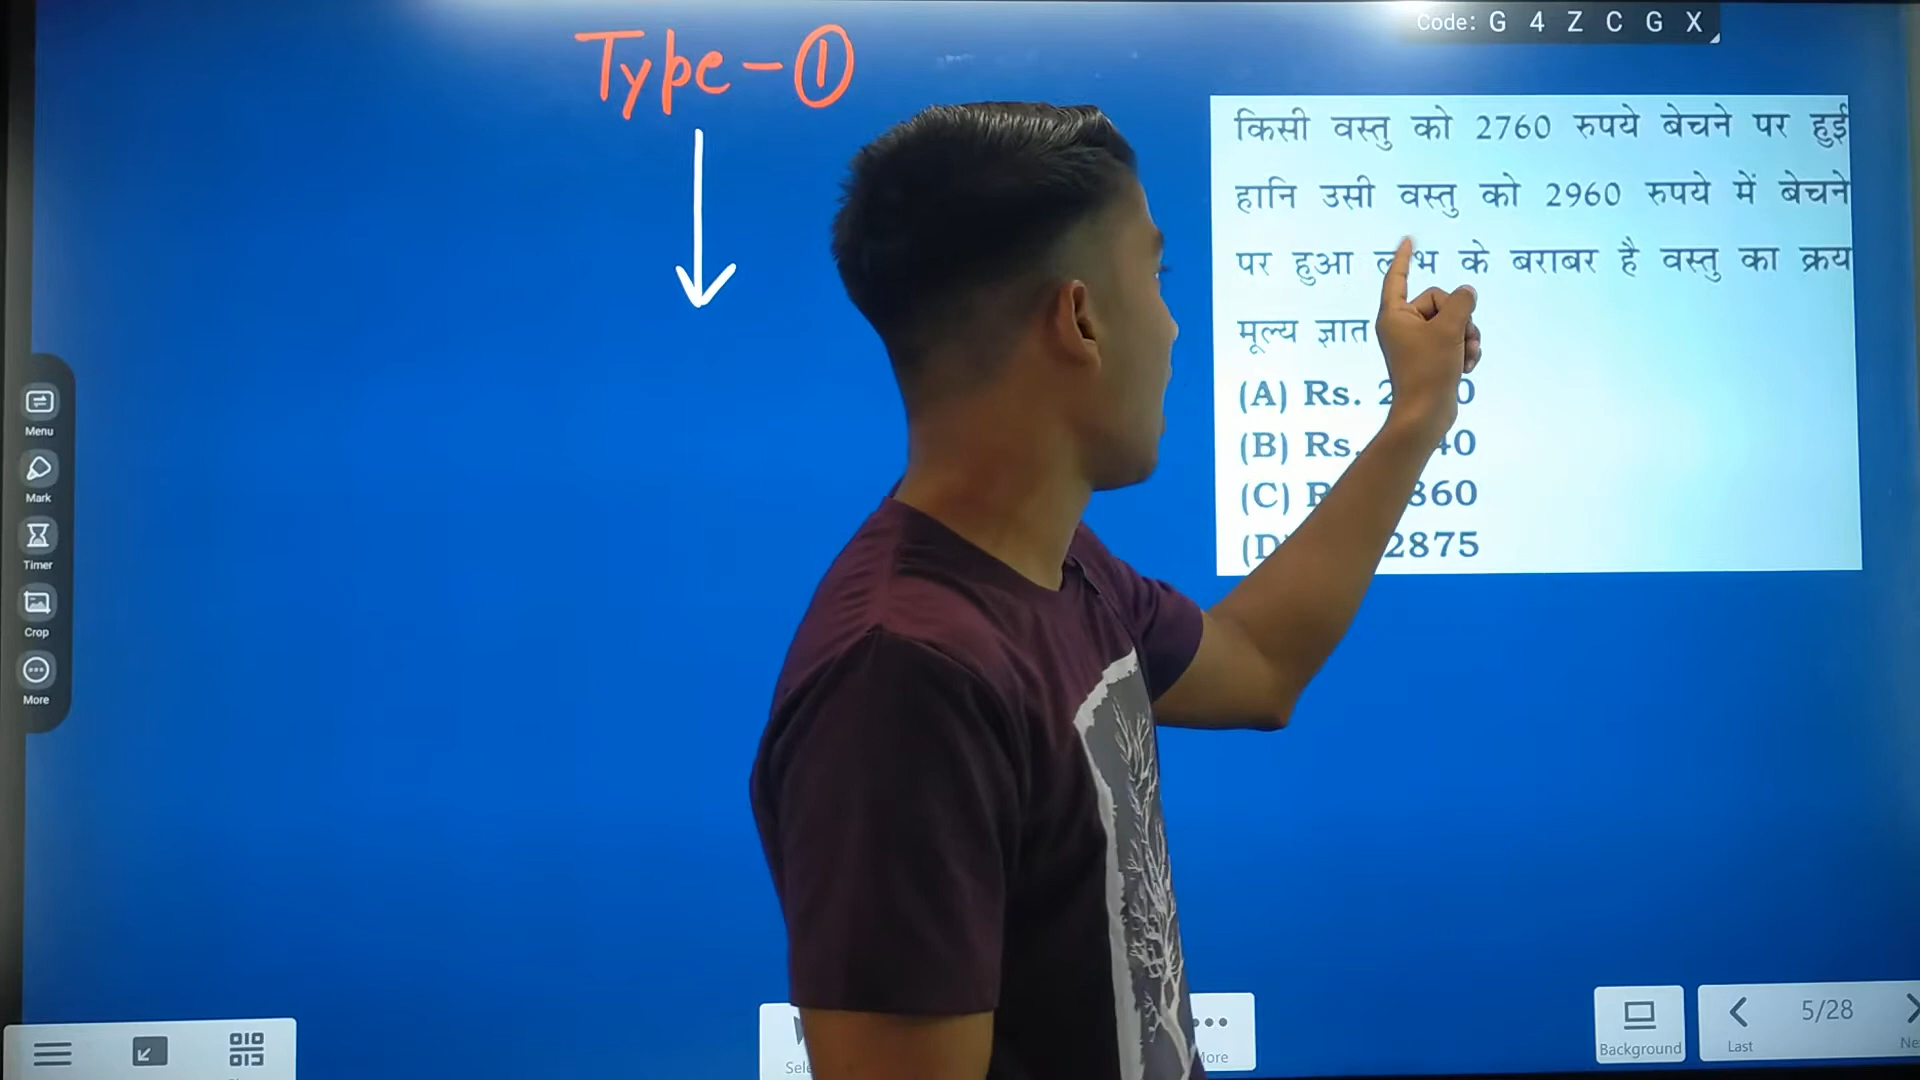 Code: G 4 Z C G X
Type-①
किसी वस्तु को 2760 रुपये बेचने पर हुई
हानि उसी वस्तु को 2960 रुपये में बेचने
पर हुआ के बराबर है वस्तु का क्रय
मूल्य ज्ञात
(A) Rs.
(B) Rs.
(C)
2875
Menu
Mark
Timer
Crop
More
Background
Last
5/28